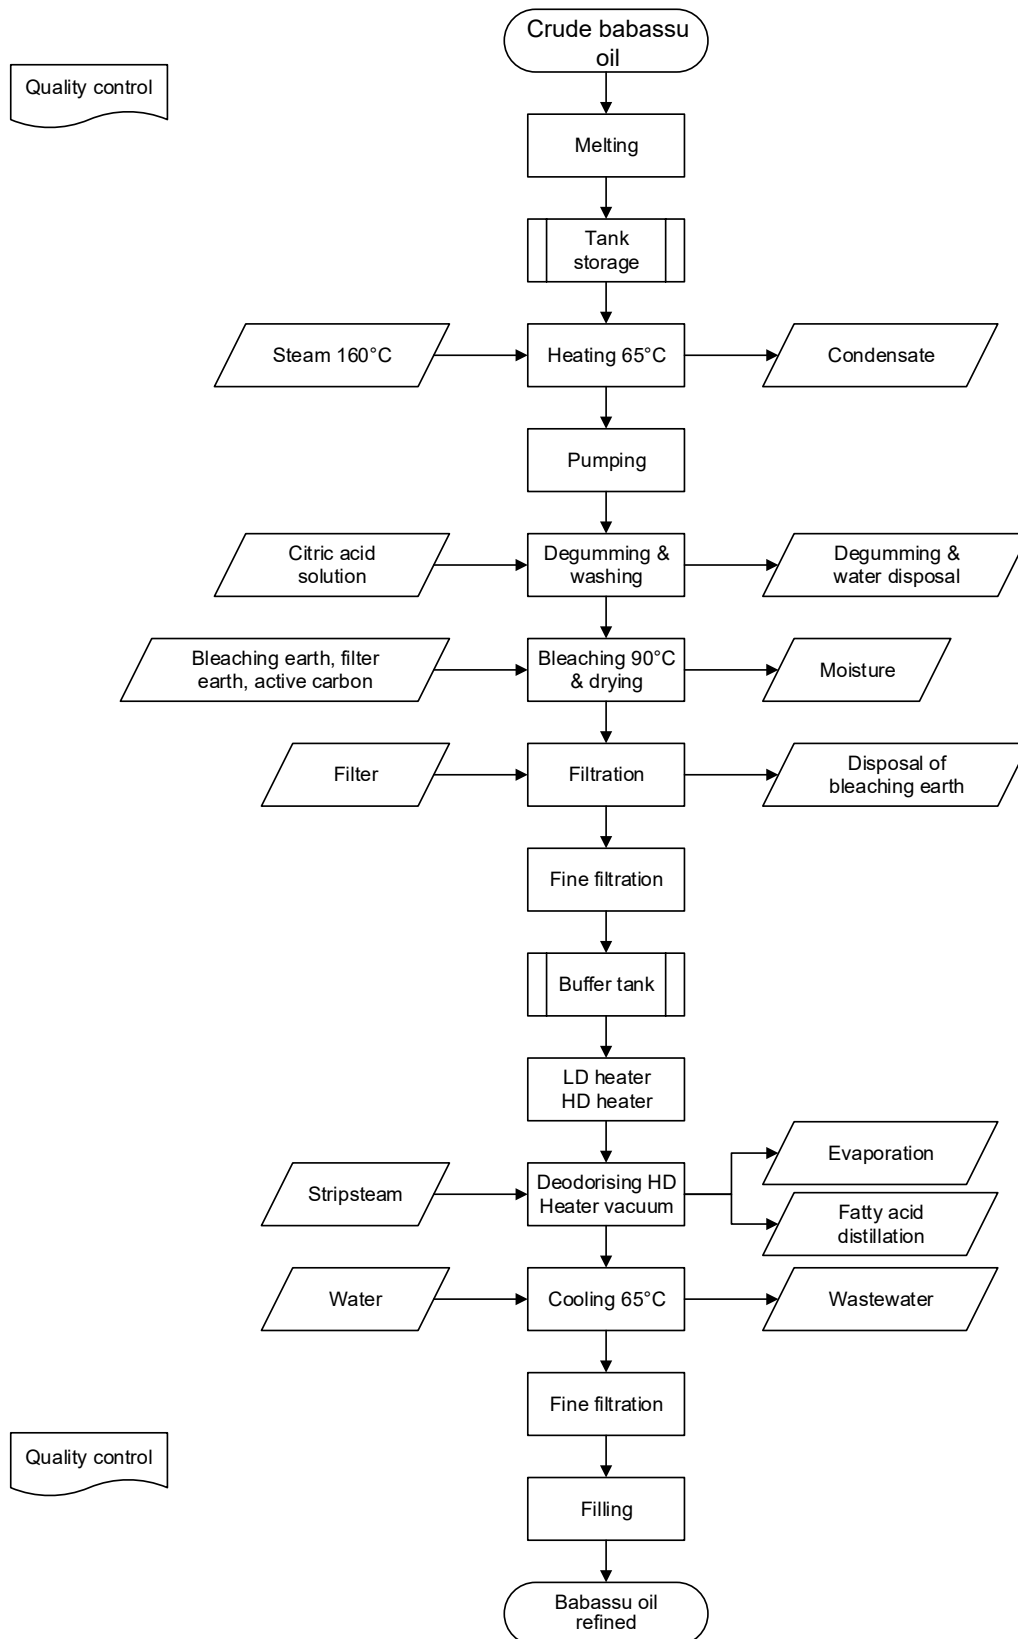 Crude babassu
oil
Quality control
Melting
Tank
storage
Steam 160°C
Heating 65°C
Condensate
Pumping
Citric acid
solution
Degumming &
washing
Degumming &
water disposal
Bleaching earth, filter
earth, active carbon
Bleaching 90°C
& drying
Moisture
Filter
Filtration
Disposal of
bleaching earth
Fine filtration
Buffer tank
LD heater
HD heater
Stripsteam
Deodorising HD
Heater vacuum
Evaporation
Fatty acid
distillation
Water
Cooling 65°C
Wastewater
Fine filtration
Quality control
Filling
Babassu oil
refined